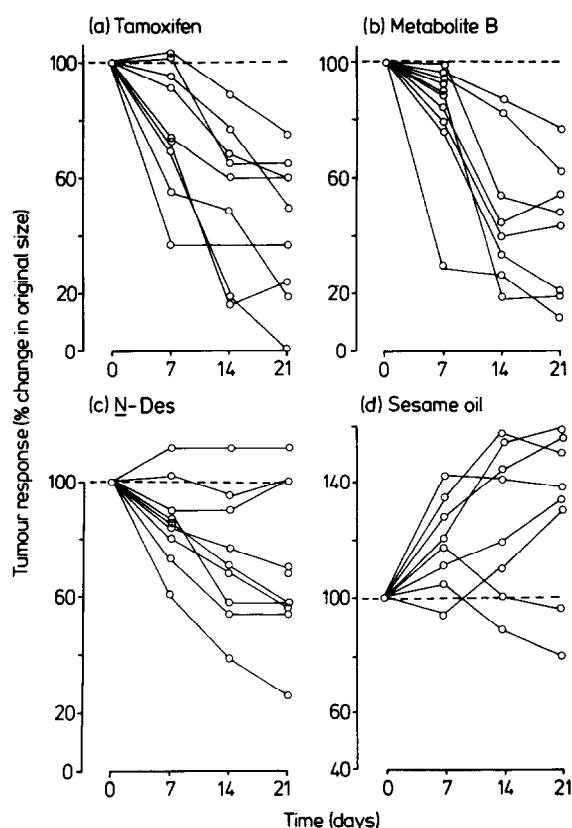 (a) Tamoxifen
(b) Metabolite B
100
60
20
0
0 7 14 21
100
60
20
0
0 7 14 21
(c) N-Des
(d) Sesame oil
100
60
20
0
0 7 14 21
140
100
60
40
0 7 14 21
Tumour response (% change in original size)
Time (days)